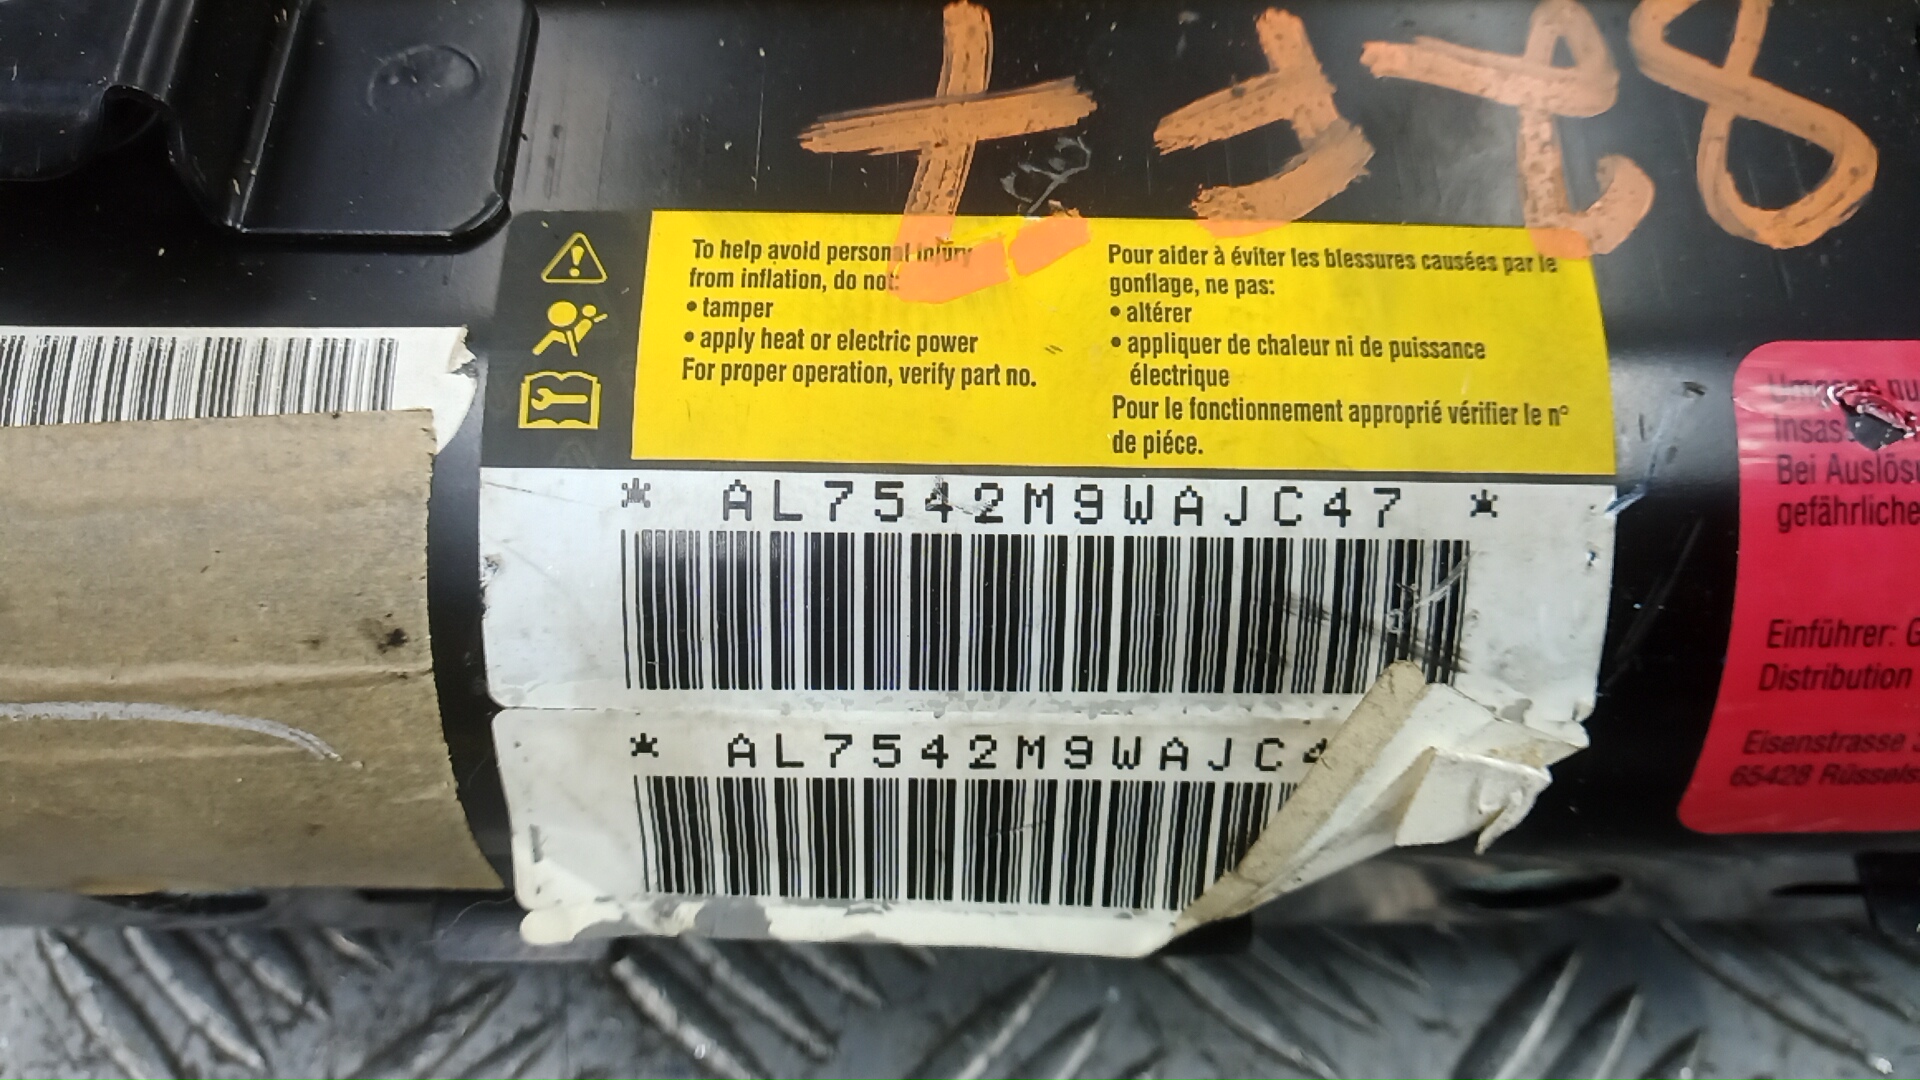 To help avoid personal injury
from inflation, do not:
• tamper
• apply heat or electric power
For proper operation, verify part no.
Pour aider à éviter les blessures causées par le
gonflage, ne pas:
• altérer
• appliquer de chaleur ni de puissance
électrique
Pour le fonctionnement approprié vérifier le nº
de piéce.
* AL7542M9WAJC47 *
* AL7542M9WAJC4
Insas
Bei Auslös
gefährliche
Einführer: G
Distribution
Eisenstrasse
65428 Rüssels